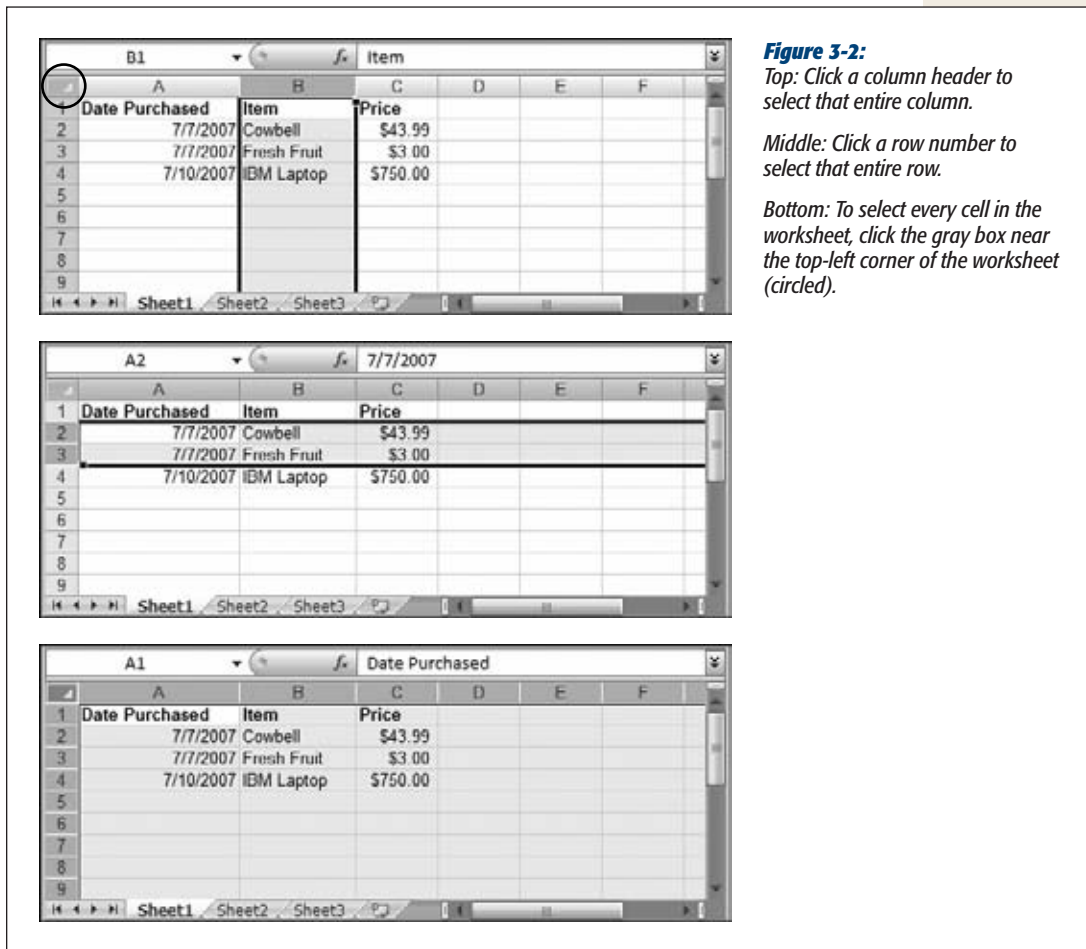 B1 fx Item
A B C D E F
1 Date Purchased Item Price
2 7/7/2007 Cowbell $43.99
3 7/7/2007 Fresh Fruit $3.00
4 7/10/2007 IBM Laptop $750.00
5
6
7
8
9
Sheet1 Sheet2 Sheet3
A2 fx 7/7/2007
A B C D E F
1 Date Purchased Item Price
2 7/7/2007 Cowbell $43.99
3 7/7/2007 Fresh Fruit $3.00
4 7/10/2007 IBM Laptop $750.00
5
6
7
8
9
Sheet1 Sheet2 Sheet3
A1 fx Date Purchased
A B C D E F
1 Date Purchased Item Price
2 7/7/2007 Cowbell $43.99
3 7/7/2007 Fresh Fruit $3.00
4 7/10/2007 IBM Laptop $750.00
5
6
7
8
9
Sheet1 Sheet2 Sheet3
Figure 3-2:
Top: Click a column header to
select that entire column.
Middle: Click a row number to
select that entire row.
Bottom: To select every cell in the
worksheet, click the gray box near
the top-left corner of the worksheet
(circled).